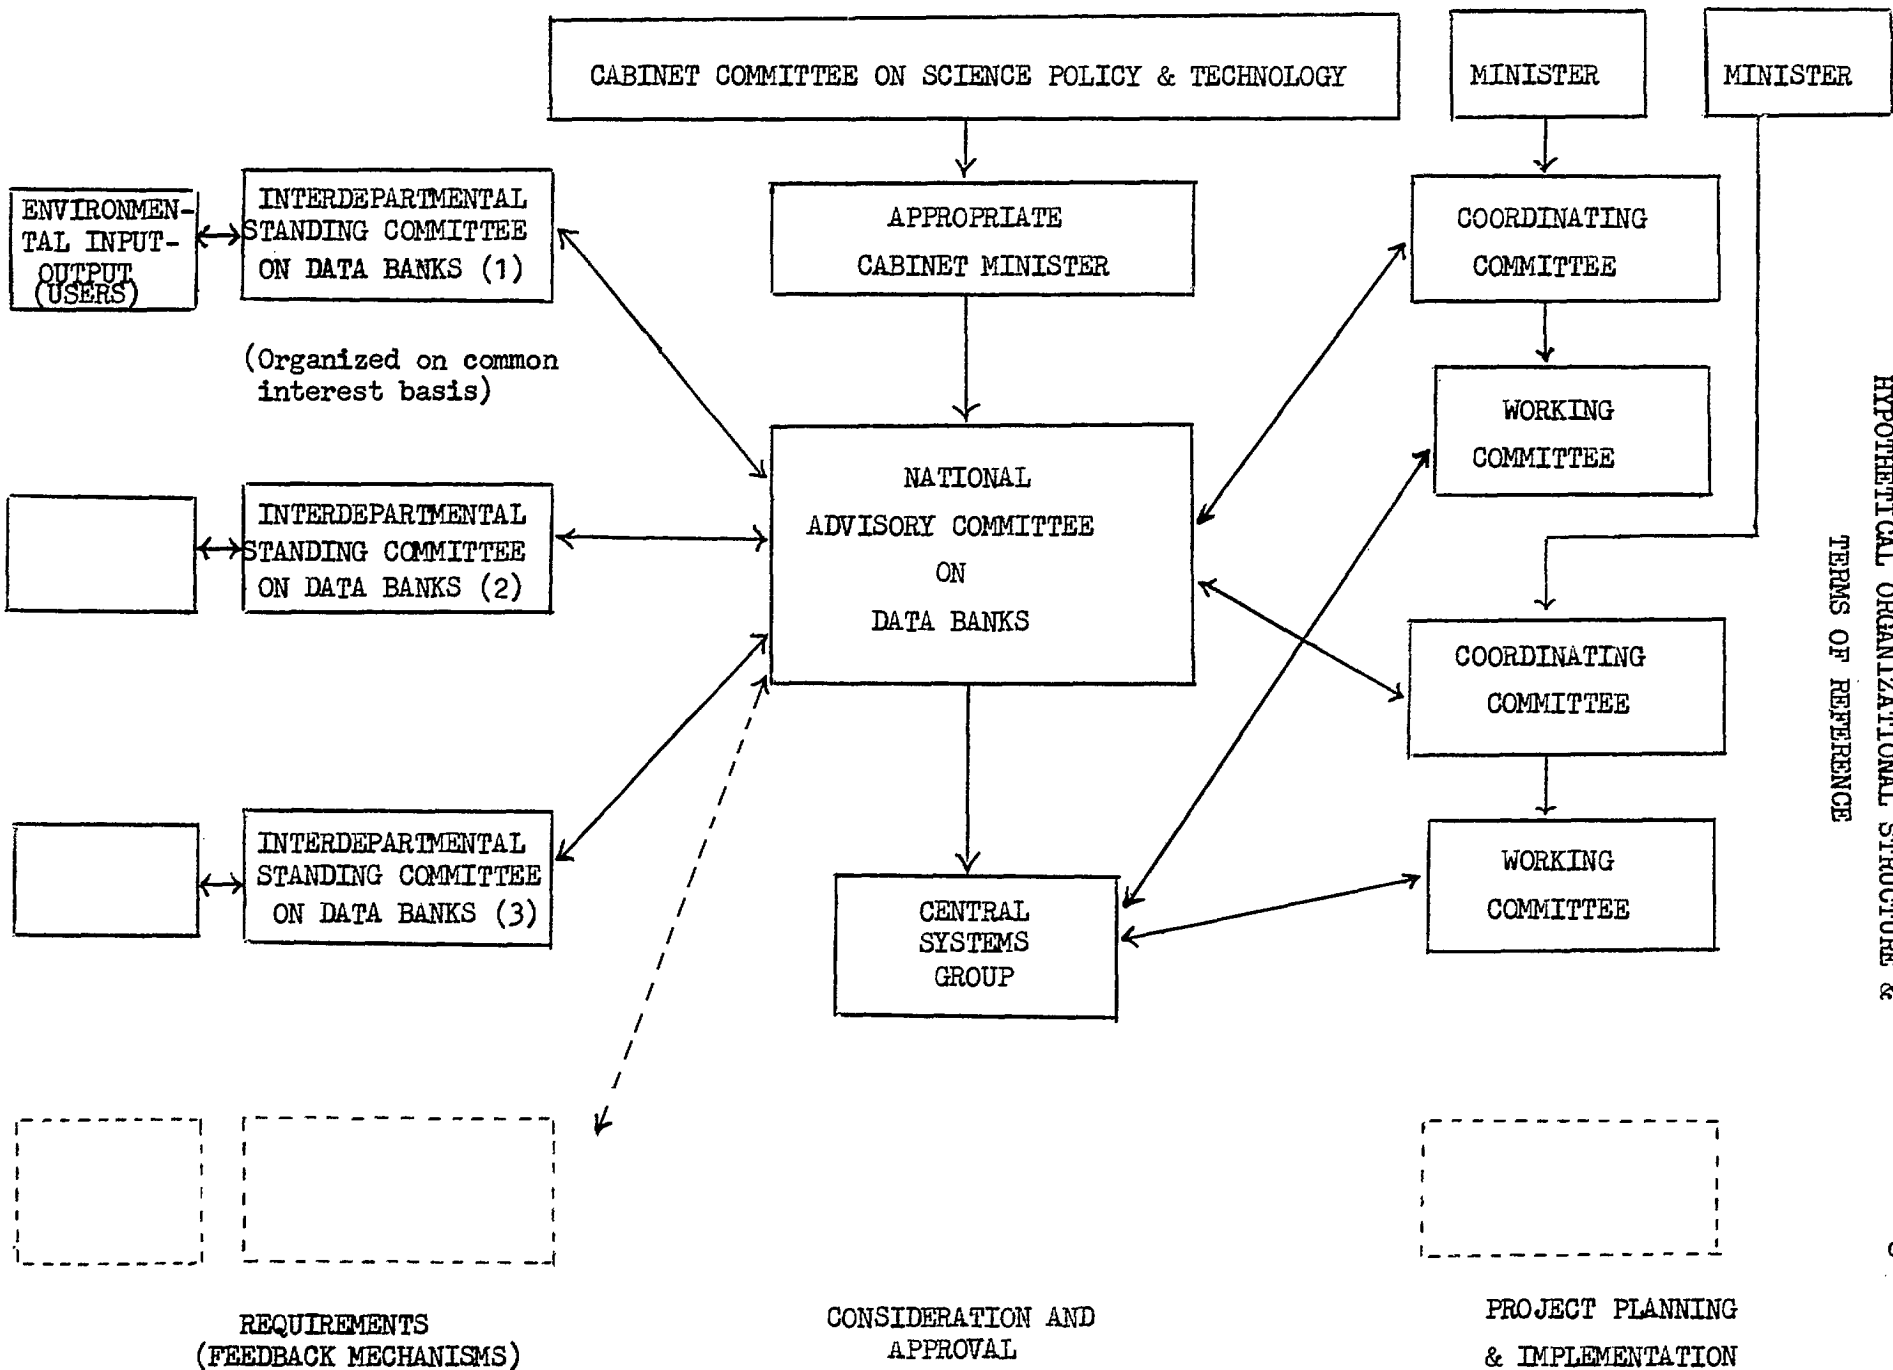 CABINET COMMITTEE ON SCIENCE POLICY & TECHNOLOGY
MINISTER
MINISTER
ENVIRONMEN-
TAL INPUT-
OUTPUT
(USERS)
INTERDEPARTMENTAL
STANDING COMMITTEE
ON DATA BANKS (1)
(Organized on common
interest basis)
APPROPRIATE
CABINET MINISTER
COORDINATING
COMMITTEE
WORKING
COMMITTEE
INTERDEPARTMENTAL
STANDING COMMITTEE
ON DATA BANKS (2)
NATIONAL
ADVISORY COMMITTEE
ON
DATA BANKS
COORDINATING
COMMITTEE
INTERDEPARTMENTAL
STANDING COMMITTEE
ON DATA BANKS (3)
CENTRAL
SYSTEMS
GROUP
WORKING
COMMITTEE
REQUIREMENTS
(FEEDBACK MECHANISMS)
CONSIDERATION AND
APPROVAL
PROJECT PLANNING
& IMPLEMENTATION
HYPOTHETICAL ORGANIZATIONAL STRUCTURE &
TERMS OF REFERENCE